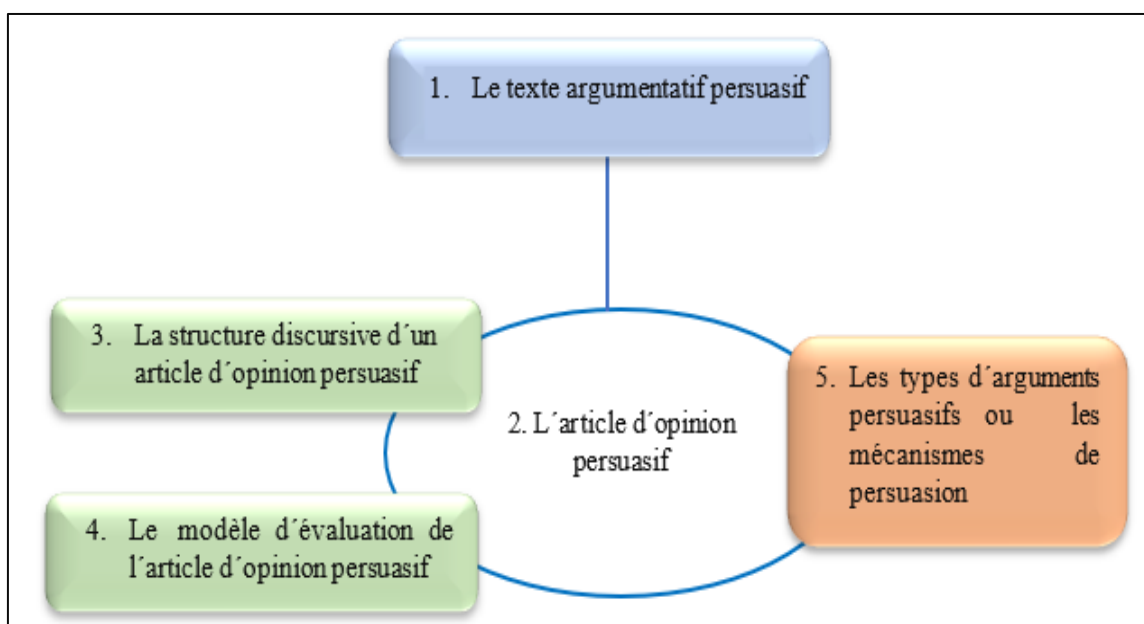 1. Le texte argumentatif persuasif
3. La structure discursive d´un
article d´opinion persuasif
2. L´article d´opinion
persuasif
5. Les types d´arguments
persuasifs ou les
mécanismes de
persuasion
4. Le modèle d´évaluation de
l´article d´opinion persuasif